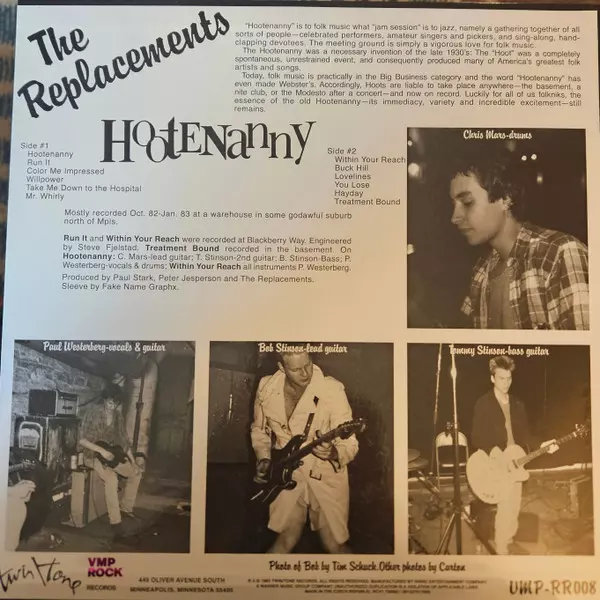 The
Replacements
"Hootenanny" is to folk music what "jam session" is to jazz, namely a gathering together of all
sorts of people—celebrated performers, amateur singers and pickers, and sing-along, hand-
clapping devotees. The meeting ground is simply a vigorous love for folk music.
The Hootenanny was a necessary invention of the late 1930's: The "Hoot" was a completely
spontaneous, unrestrained event, and consequently produced many of America's greatest folk
artists and songs.
Today, folk music is practically in the Big Business category and the word "Hootenanny" has
even made Webster's. Accordingly, Hoots are liable to take place anywhere—the basement, a
nite club, or the Modesto after a concert—and now on record. Luckily for all of us folkniks, the
essence of the old Hootenanny—its immediacy, variety and incredible excitement—still
remains.
HootENanny
Side #1
Hootenanny
Run It
Color Me Impressed
Willpower
Take Me Down to the Hospital
Mr. Whirly
Side #2
Within Your Reach
Buck Hill
Lovelines
You Lose
Hayday
Treatment Bound
Mostly recorded Oct. 82-Jan. 83 at a warehouse in some godawful suburb
north of Mpls.
Run It and Within Your Reach were recorded at Blackberry Way. Engineered
by Steve Fjelstad. Treatment Bound recorded in the basement. On
Hootenanny: C. Mars-lead guitar; T. Stinson-2nd guitar; B. Stinson-Bass; P.
Westerberg-vocals & drums; Within Your Reach all instruments P. Westerberg.
Produced by Paul Stark, Peter Jesperson and The Replacements.
Sleeve by Fake Name Graphx.
Chris Mars-drums
Paul Westerberg-vocals & guitar
Bob Stinson-lead guitar
Tommy Stinson-bass guitar
Photo of Bob by Tim Schuck. Other photos by Carton
twin/tone
RECORDS
VMP
ROCK
445 OLIVER AVENUE SOUTH
MINNEAPOLIS, MINNESOTA 55405
VMP-RR008